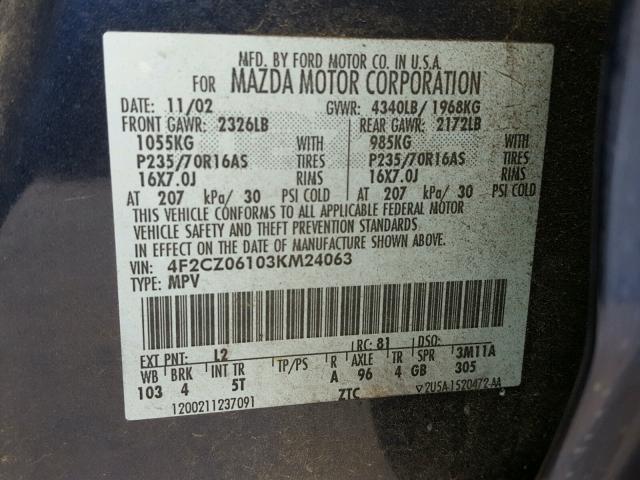 MFD. BY FORD MOTOR CO. IN U.S.A.
FOR MAZDA MOTOR CORPORATION
DATE: 11/02 GVWR: 4340LB/ 1968KG
FRONT GAWR: 2326LB REAR GAWR: 2172LB
1055KG WITH 985KG WITH
P235/70R16AS TIRES P235/70R16AS TIRES
16X7.0J RIMS 16X7.0J RIMS
AT 207 kPa/ 30 PSI COLD AT 207 kPa/ 30 PSI COLD
THIS VEHICLE CONFORMS TO ALL APPLICABLE FEDERAL MOTOR
VEHICLE SAFETY AND THEFT PREVENTION STANDARDS
IN EFFECT ON THE DATE OF MANUFACTURE SHOWN ABOVE.
VIN: 4F2CZ06103KM24063
TYPE: MPV
EXT PNT: L2 RC: 81 DSO:
WB BRK INT TR TP/PS R AXLE TR SPR 3M11A
103 4 5T A 96 4 GB 305
1200211237091 ZTC 2U5A-1520472-AA